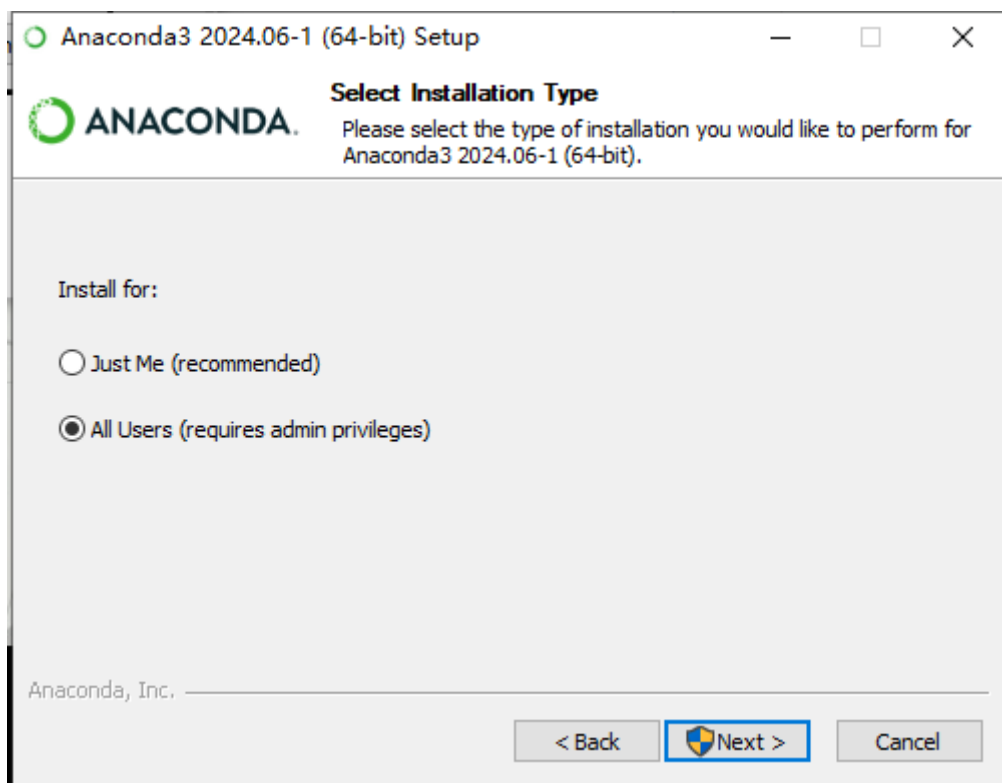 Anaconda3 2024.06-1 (64-bit) Setup
ANACONDA.
Select Installation Type
Please select the type of installation you would like to perform for
Anaconda3 2024.06-1 (64-bit).
Install for:
Just Me (recommended)
All Users (requires admin privileges)
Anaconda, Inc.
< Back
Next >
Cancel